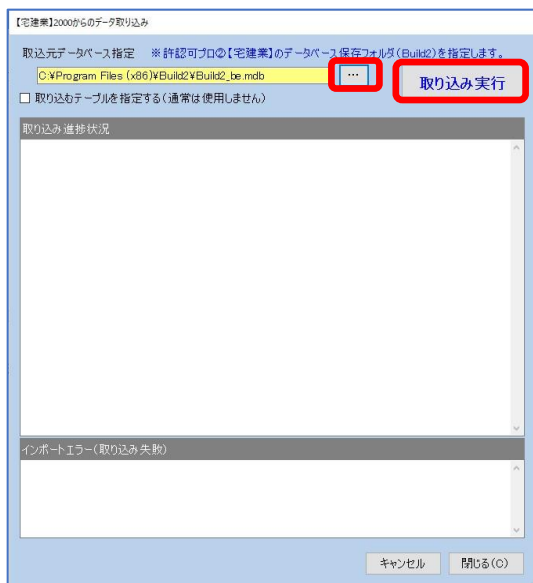 【宅建業】2000からのデータ取り込み
取込元データベース指定 ※許認可プロ②【宅建業】のデータベース保存フォルダ(Build2)を指定します。
C:¥Program Files (x86)¥Build2¥Build2_be.mdb ... 取り込み実行
取り込むテーブルを指定する(通常は使用しません)
取り込み進捗状況
インポートエラー(取り込み失敗)
キャンセル 閉じる(C)